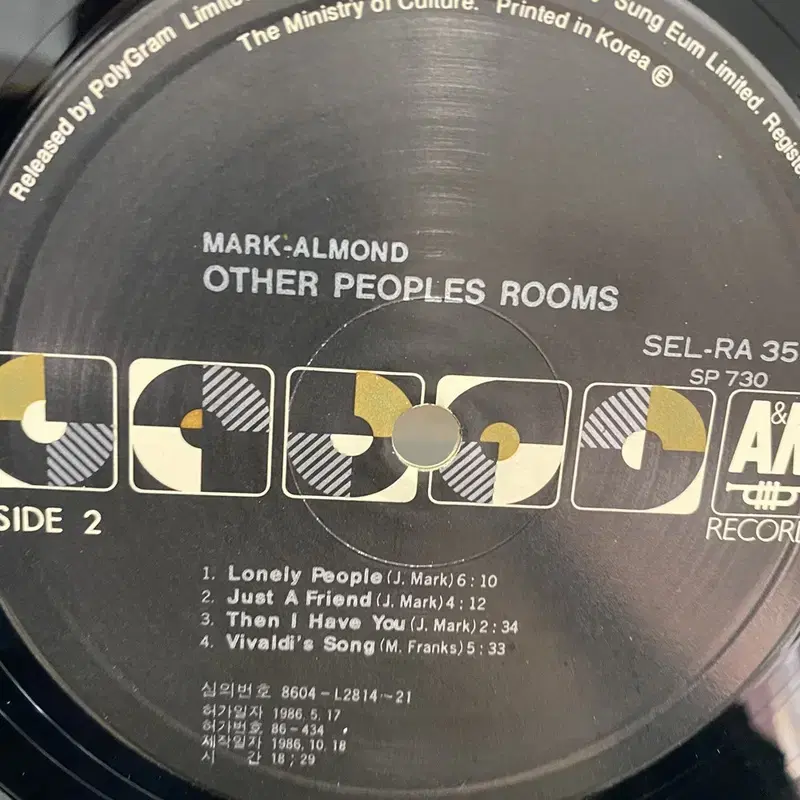 Released by PolyGram Limite
The Ministry of Culture. Printed in Korea Ⓔ
Sung Eum Limited. Registe
MARK-ALMOND
OTHER PEOPLES ROOMS
SEL-RA 35
SP 730
A&M
RECORD
SIDE 2
1. Lonely People (J. Mark) 6 : 10
2. Just A Friend (J. Mark) 4 : 12
3. Then I Have You (J. Mark) 2 : 34
4. Vivaldi's Song (M. Franks) 5 : 33
심의번호 8604-L2814-21
허가일자 1986. 5. 17
허가번호 86-434
제작일자 1986. 10. 18
시 간 18 ; 29